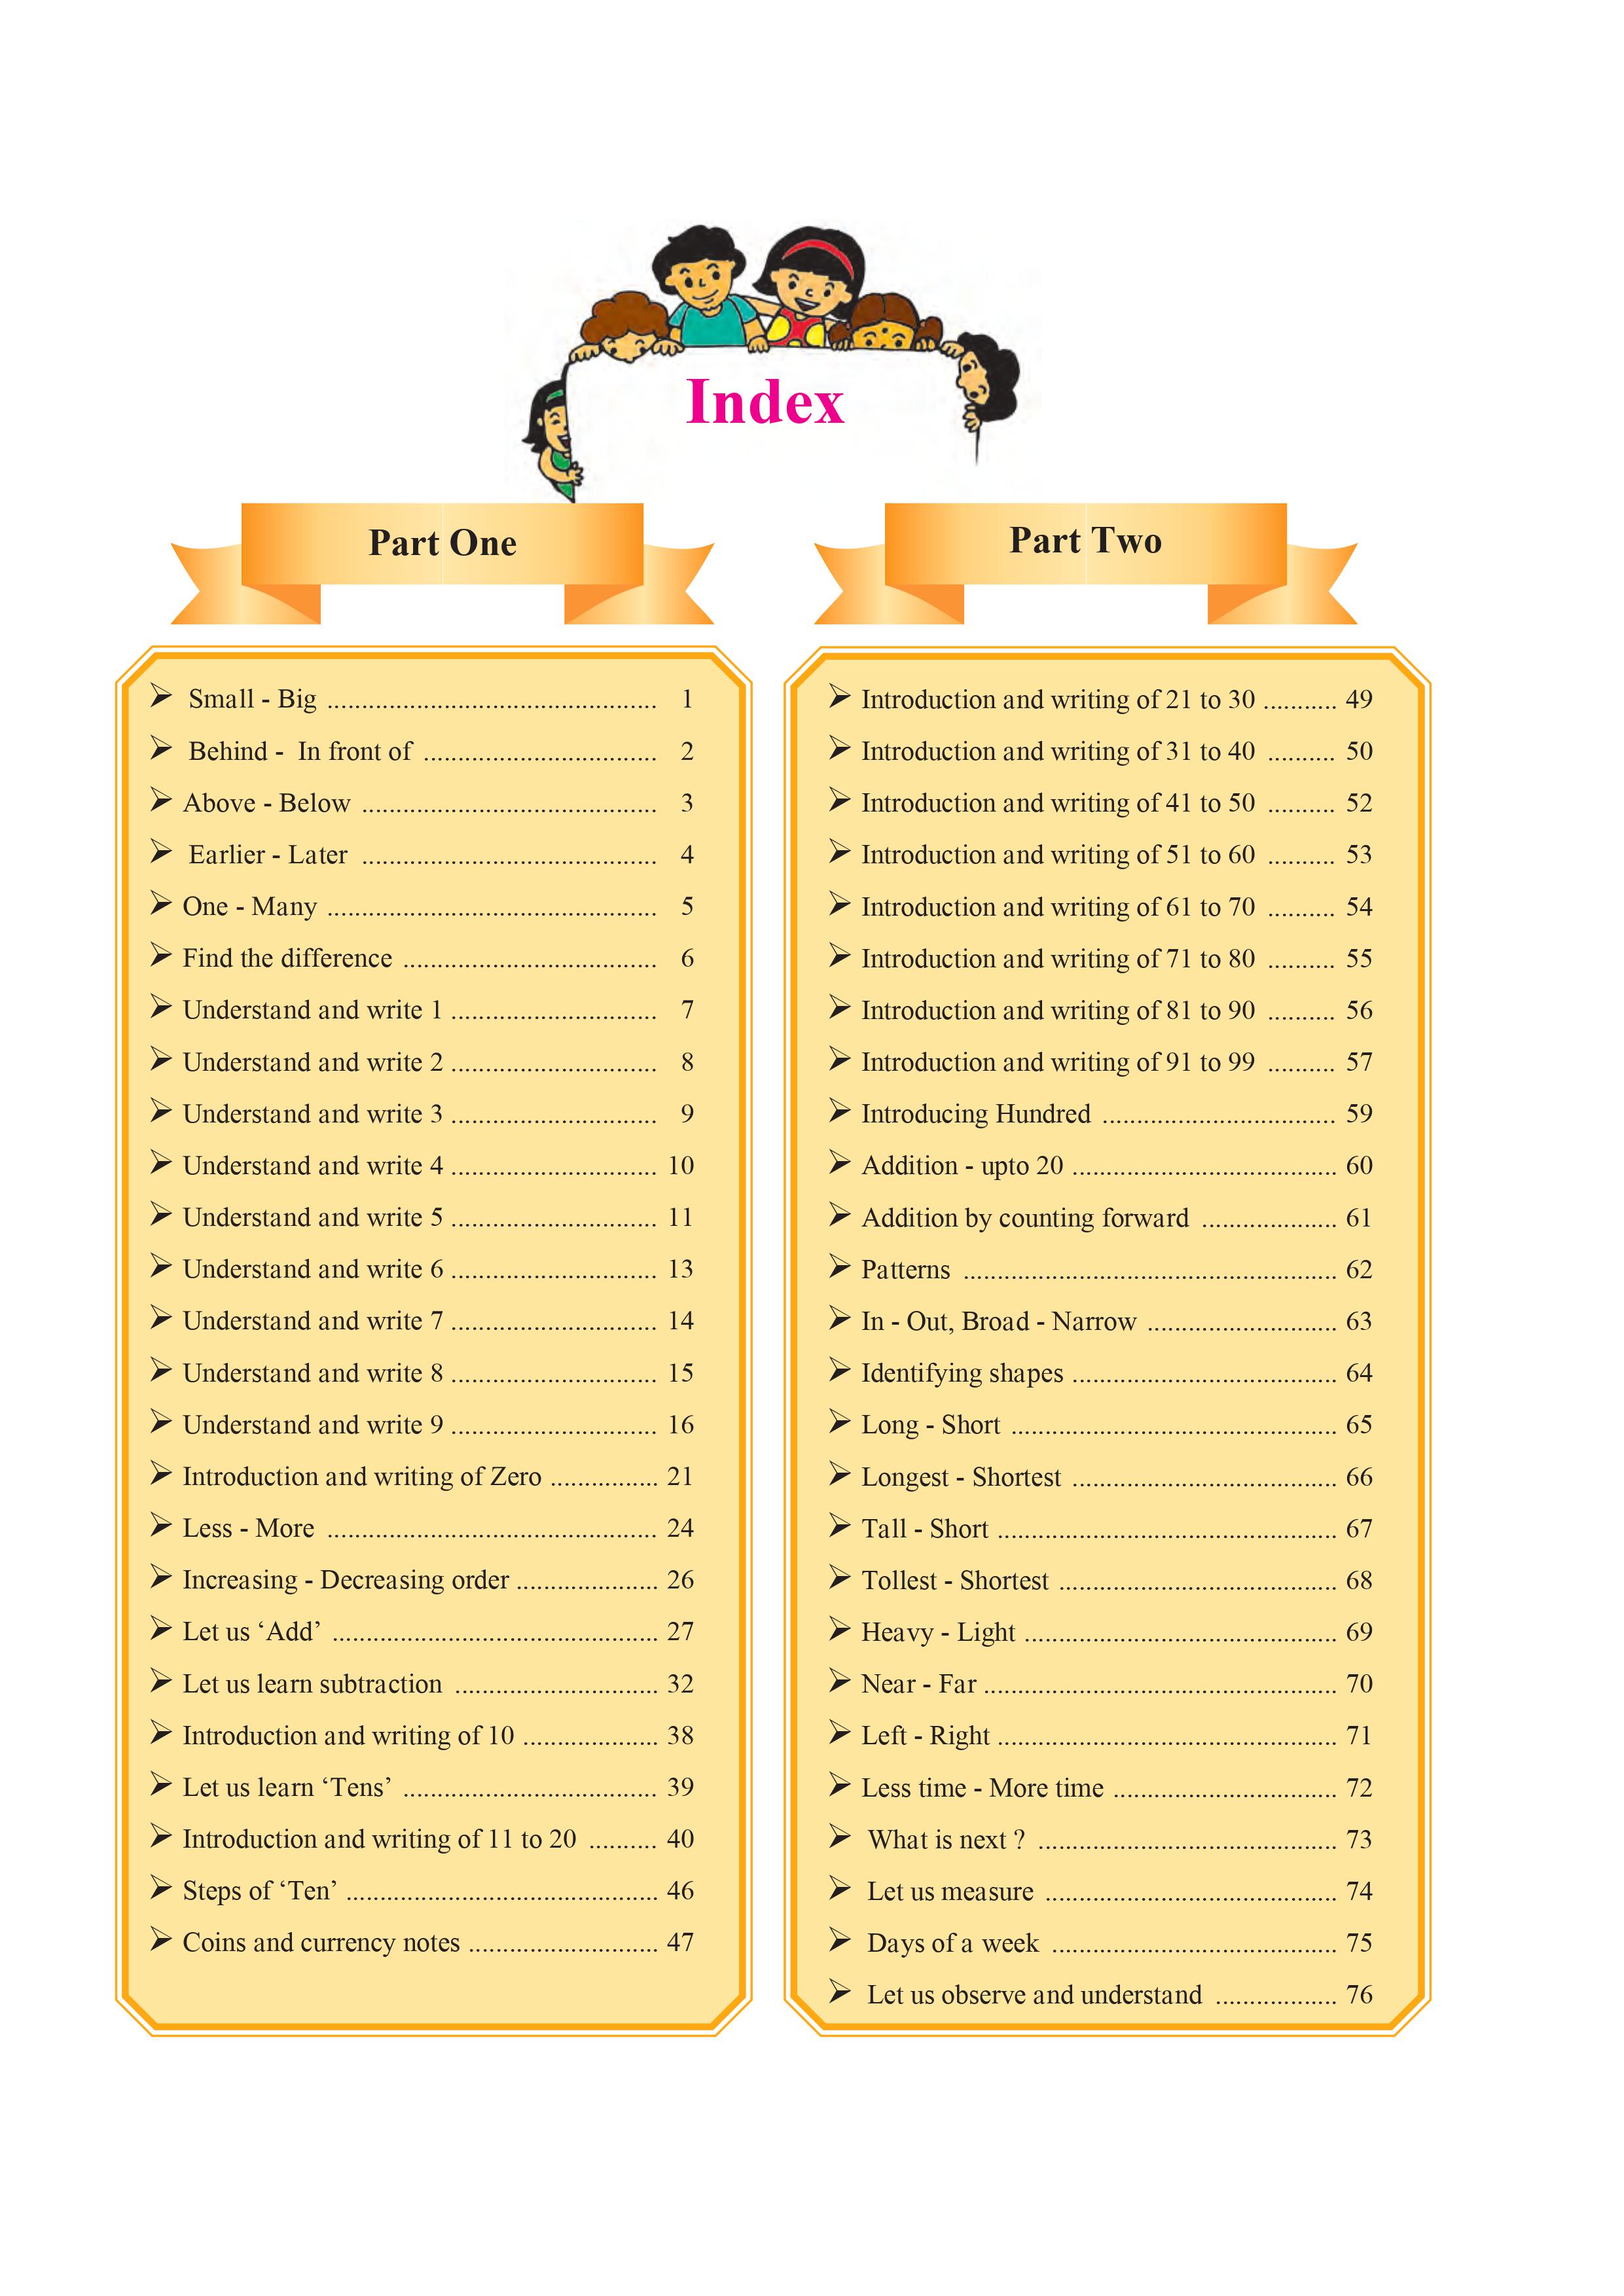 Index
Part One
Small - Big ................................................ 1
Behind - In front of .................................. 2
Above - Below ........................................... 3
Earlier - Later ........................................... 4
One - Many ................................................ 5
Find the difference ..................................... 6
Understand and write 1 .............................. 7
Understand and write 2 .............................. 8
Understand and write 3 .............................. 9
Understand and write 4 .............................. 10
Understand and write 5 .............................. 11
Understand and write 6 .............................. 13
Understand and write 7 .............................. 14
Understand and write 8 .............................. 15
Understand and write 9 .............................. 16
Introduction and writing of Zero ................ 21
Less - More ................................................ 24
Increasing - Decreasing order ..................... 26
Let us ‘Add’ ................................................ 27
Let us learn subtraction .............................. 32
Introduction and writing of 10 .................... 38
Let us learn ‘Tens’ ..................................... 39
Introduction and writing of 11 to 20 .......... 40
Steps of ‘Ten’ .............................................. 46
Coins and currency notes ............................ 47
Part Two
Introduction and writing of 21 to 30 ........... 49
Introduction and writing of 31 to 40 .......... 50
Introduction and writing of 41 to 50 .......... 52
Introduction and writing of 51 to 60 .......... 53
Introduction and writing of 61 to 70 .......... 54
Introduction and writing of 71 to 80 .......... 55
Introduction and writing of 81 to 90 .......... 56
Introduction and writing of 91 to 99 .......... 57
Introducing Hundred .................................. 59
Addition - upto 20 ....................................... 60
Addition by counting forward .................... 61
Patterns ....................................................... 62
In - Out, Broad - Narrow ............................ 63
Identifying shapes ....................................... 64
Long - Short ................................................ 65
Longest - Shortest ....................................... 66
Tall - Short .................................................. 67
Tollest - Shortest ......................................... 68
Heavy - Light .............................................. 69
Near - Far .................................................... 70
Left - Right .................................................. 71
Less time - More time ................................. 72
What is next ? ............................................ 73
Let us measure ........................................... 74
Days of a week .......................................... 75
Let us observe and understand .................. 76